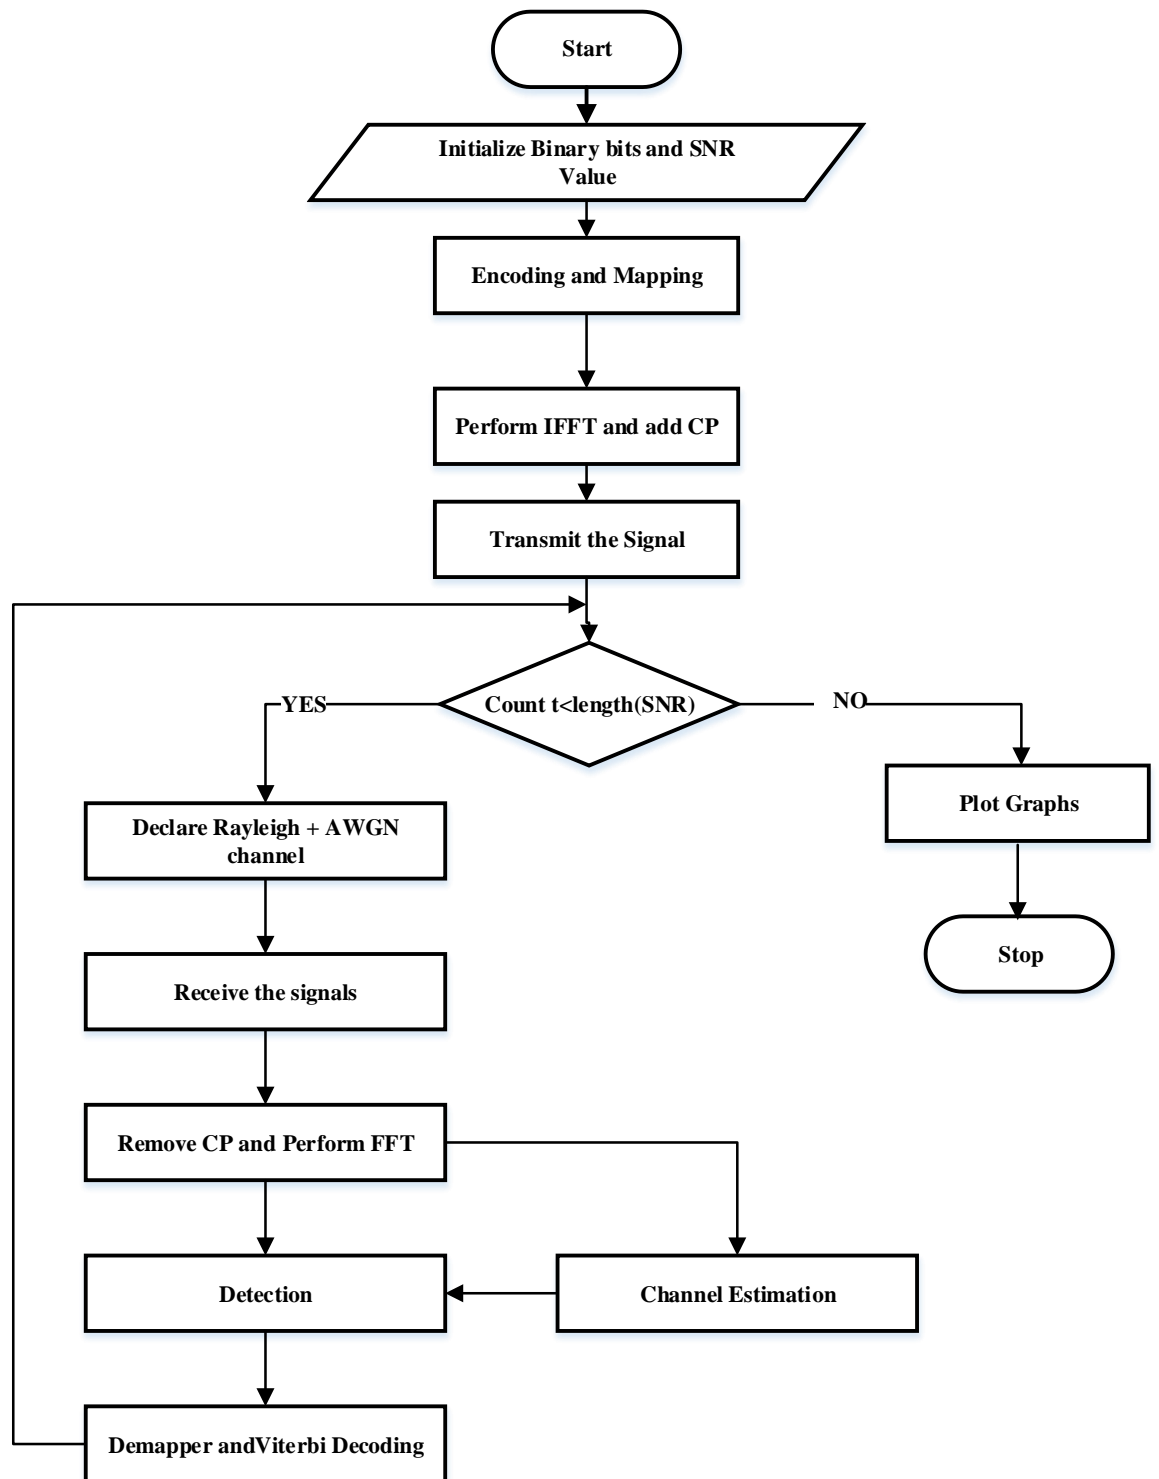 Start
Initialize Binary bits and SNR
Value
Encoding and Mapping
Perform IFFT and add CP
Transmit the Signal
Count t<length(SNR)
YES
NO
Declare Rayleigh + AWGN
channel
Plot Graphs
Receive the signals
Stop
Remove CP and Perform FFT
Detection
Channel Estimation
Demapper andViterbi Decoding